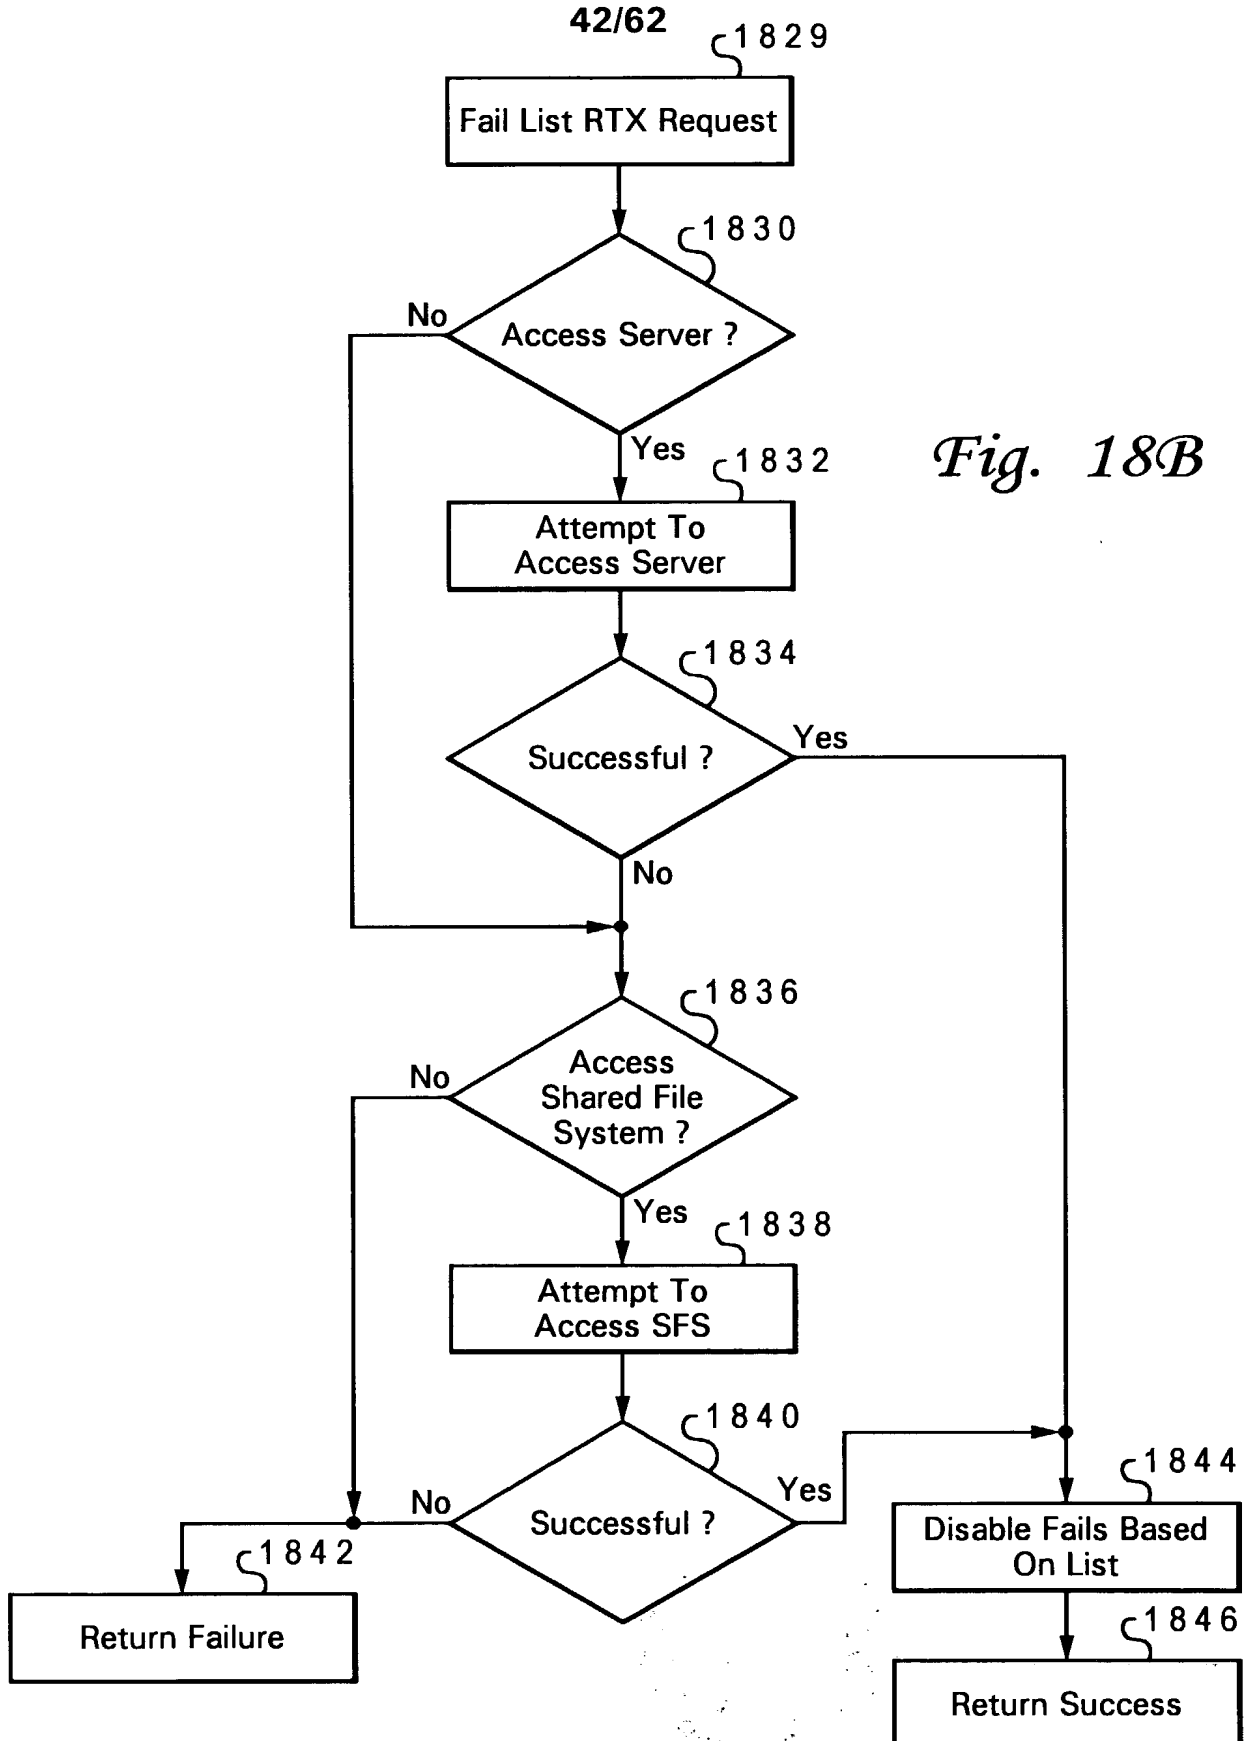 42/62
1829
Fail List RTX Request
1830
No
Access Server ?
Yes
Fig. 18B
1832
Attempt To
Access Server
1834
Yes
Successful ?
No
1836
No
Access
Shared File
System ?
Yes
1838
Attempt To
Access SFS
1840
No
Successful ?
Yes
1844
Disable Fails Based
On List
1842
Return Failure
1846
Return Success